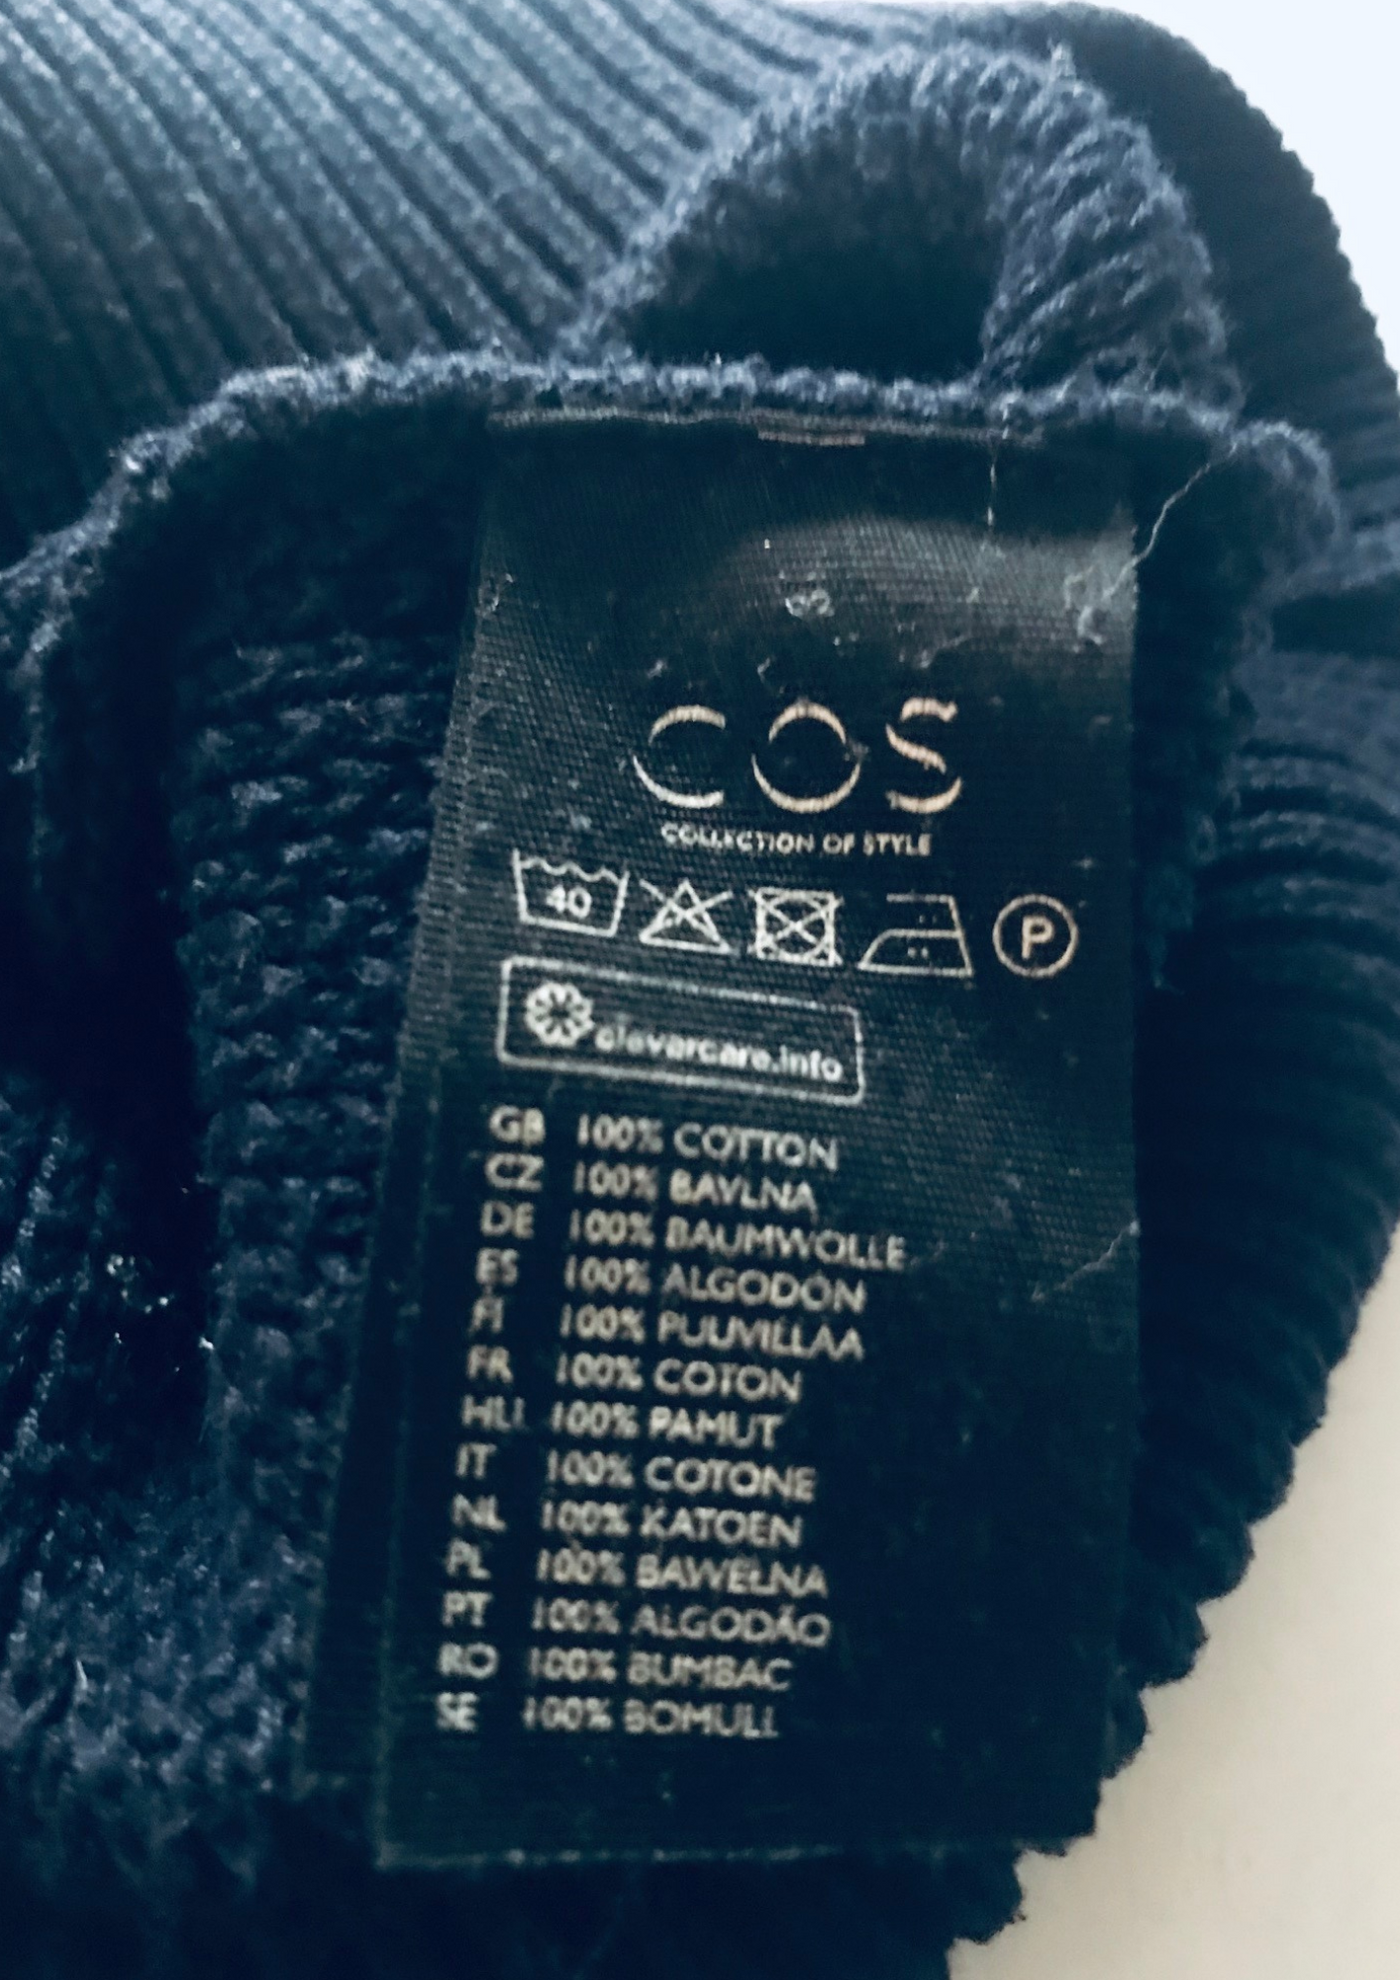 COS
COLLECTION OF STYLE
40 P
clevercare.info
GB 100% COTTON
CZ 100% BAVLNA
DE 100% BAUMWOLLE
ES 100% ALGODÓN
FI 100% PUUVILLAA
FR 100% COTON
HU 100% PAMUT
IT 100% COTONE
NL 100% KATOEN
PL 100% BAWEŁNA
PT 100% ALGODÃO
RO 100% BUMBAC
SE 100% BOMULL